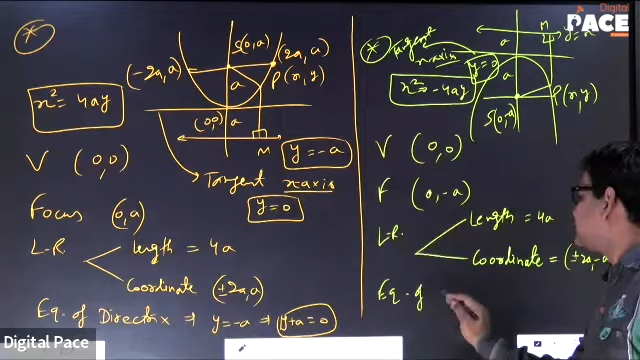 S(0,a)
(2a,a)
(-2a,a)
P(x,y)
x² = 4ay
a
(0,0)
a
M
y = -a
V (0,0)
Tangent x axis
y = 0
Focus (0,a)
L.R.
length = 4a
Coordinate (±2a,a)
Eq. of Directrix ⇒ y = -a ⇒ y+a = 0
Digital Pace
Digital
PACE
M
Tangent
x axis
y = 0
a
a
x² = -4ay
P(x,y)
S(0,-a)
V (0,0)
F (0,-a)
L.R.
Length = 4a
Coordinate = (±2a,-a
Eq. of